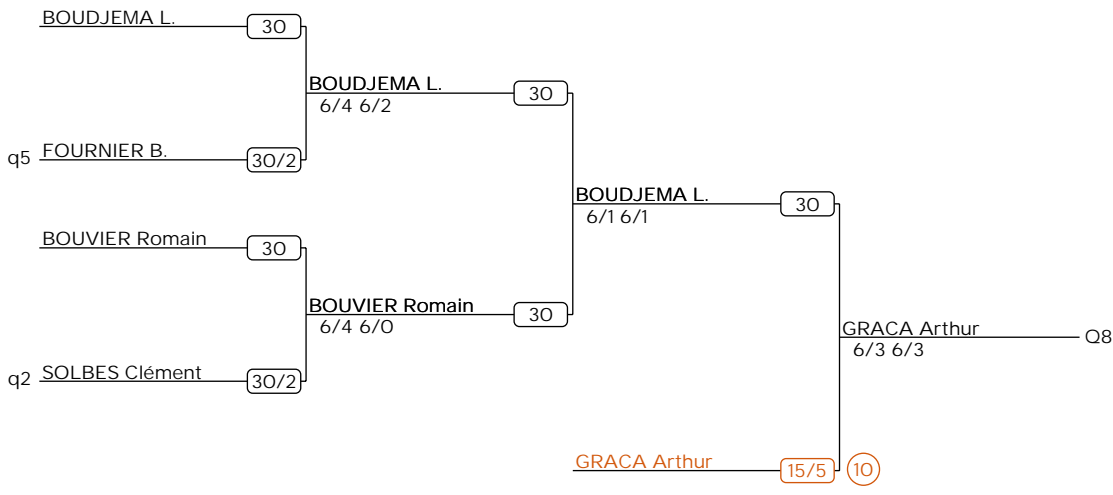 BOUDJEMA L.
30
BOUDJEMA L.
30
6/4 6/2
q5 FOURNIER B.
30/2
BOUDJEMA L.
30
6/1 6/1
BOUVIER Romain
30
BOUVIER Romain
30
6/4 6/0
GRACA Arthur
Q8
6/3 6/3
q2 SOLBES Clément
30/2
GRACA Arthur
15/5
10